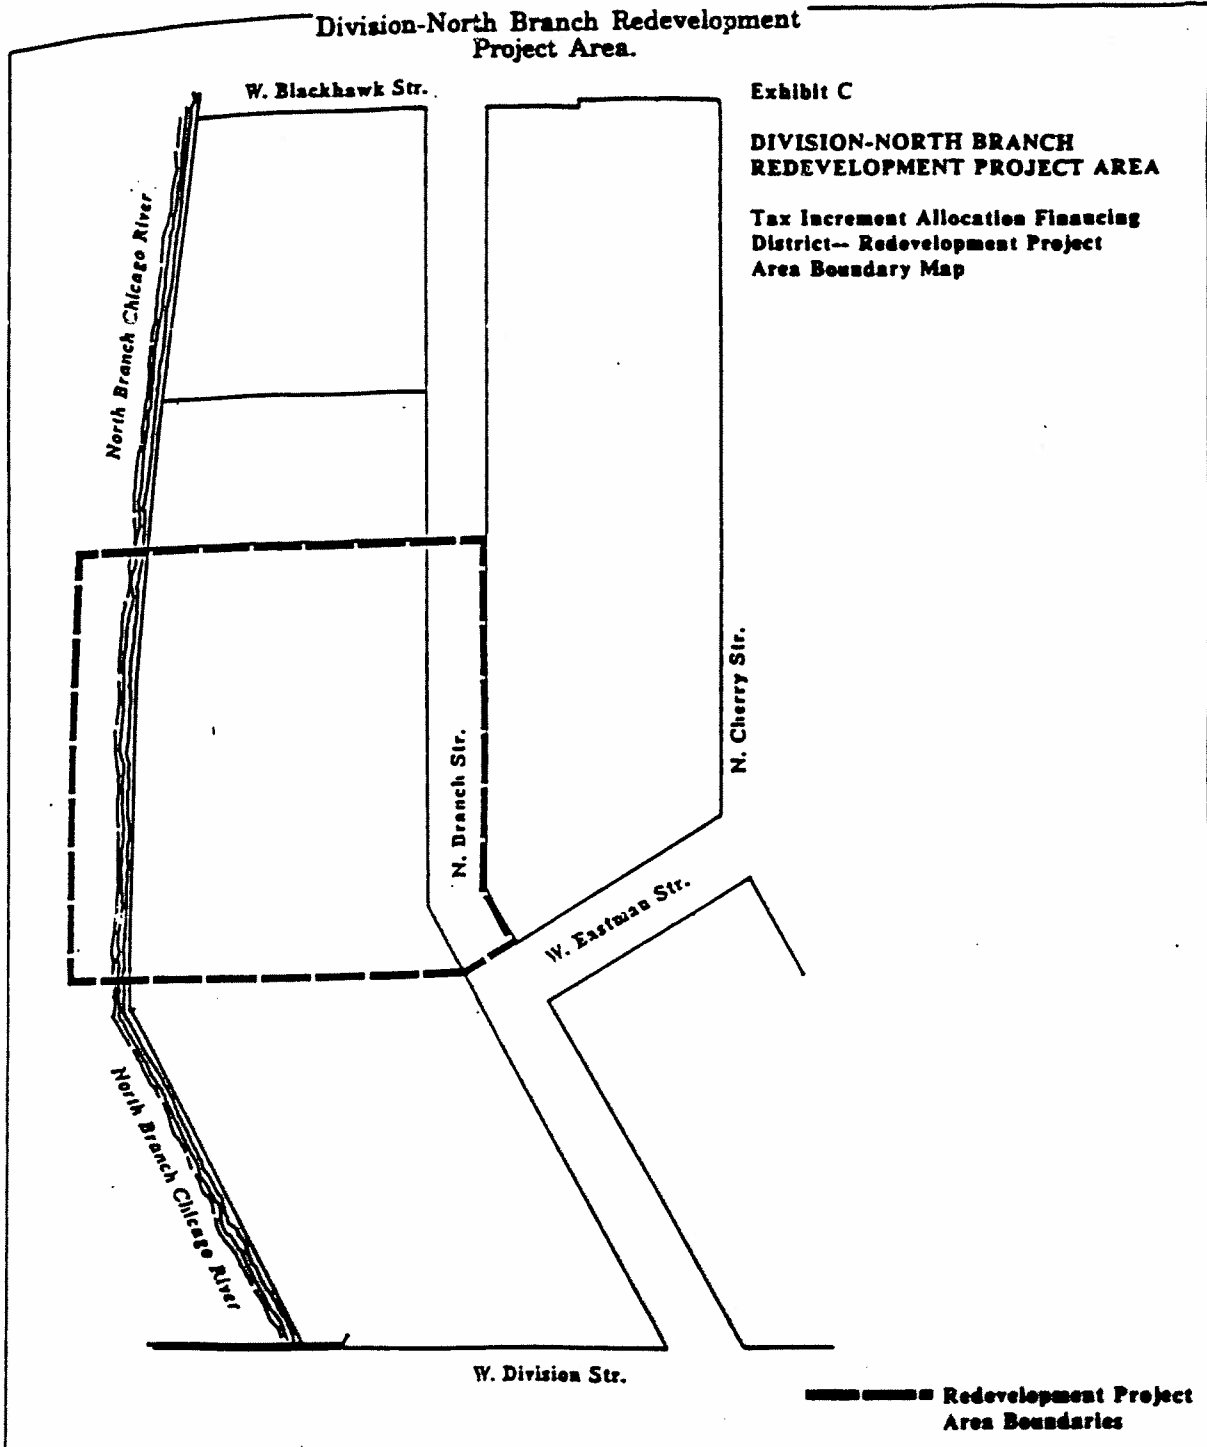 Division-North Branch Redevelopment
Project Area.
W. Blackhawk Str.
Exhibit C
DIVISION-NORTH BRANCH
REDEVELOPMENT PROJECT AREA
Tax Increment Allocation Financing
District-- Redevelopment Project
Area Boundary Map
North Branch Chicago River
N. Cherry Str.
N. Branch Str.
W. Eastman Str.
North Branch Chicago River
W. Division Str.
Redevelopment Project
Area Boundaries